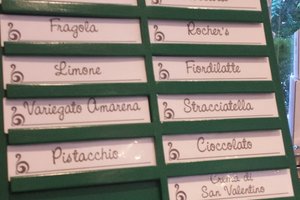 Fragola
Rocher's
Limone
Fiordilatte
Variegato Amarena
Stracciatella
Pistacchio
Cioccolato
Crema di
San Valentino